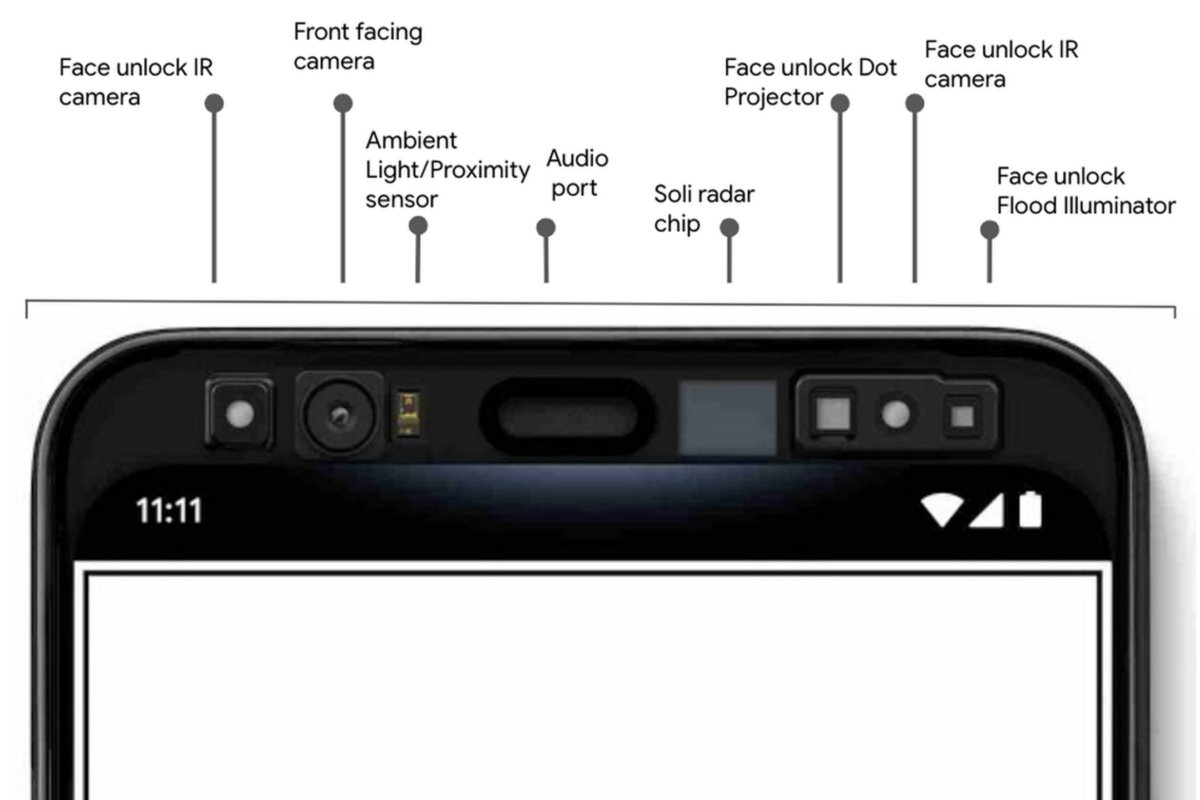 Face unlock IR
camera
Front facing
camera
Ambient
Light/Proximity
sensor
Audio
port
Soli radar
chip
Face unlock Dot
Projector
Face unlock IR
camera
Face unlock
Flood Illuminator
11:11